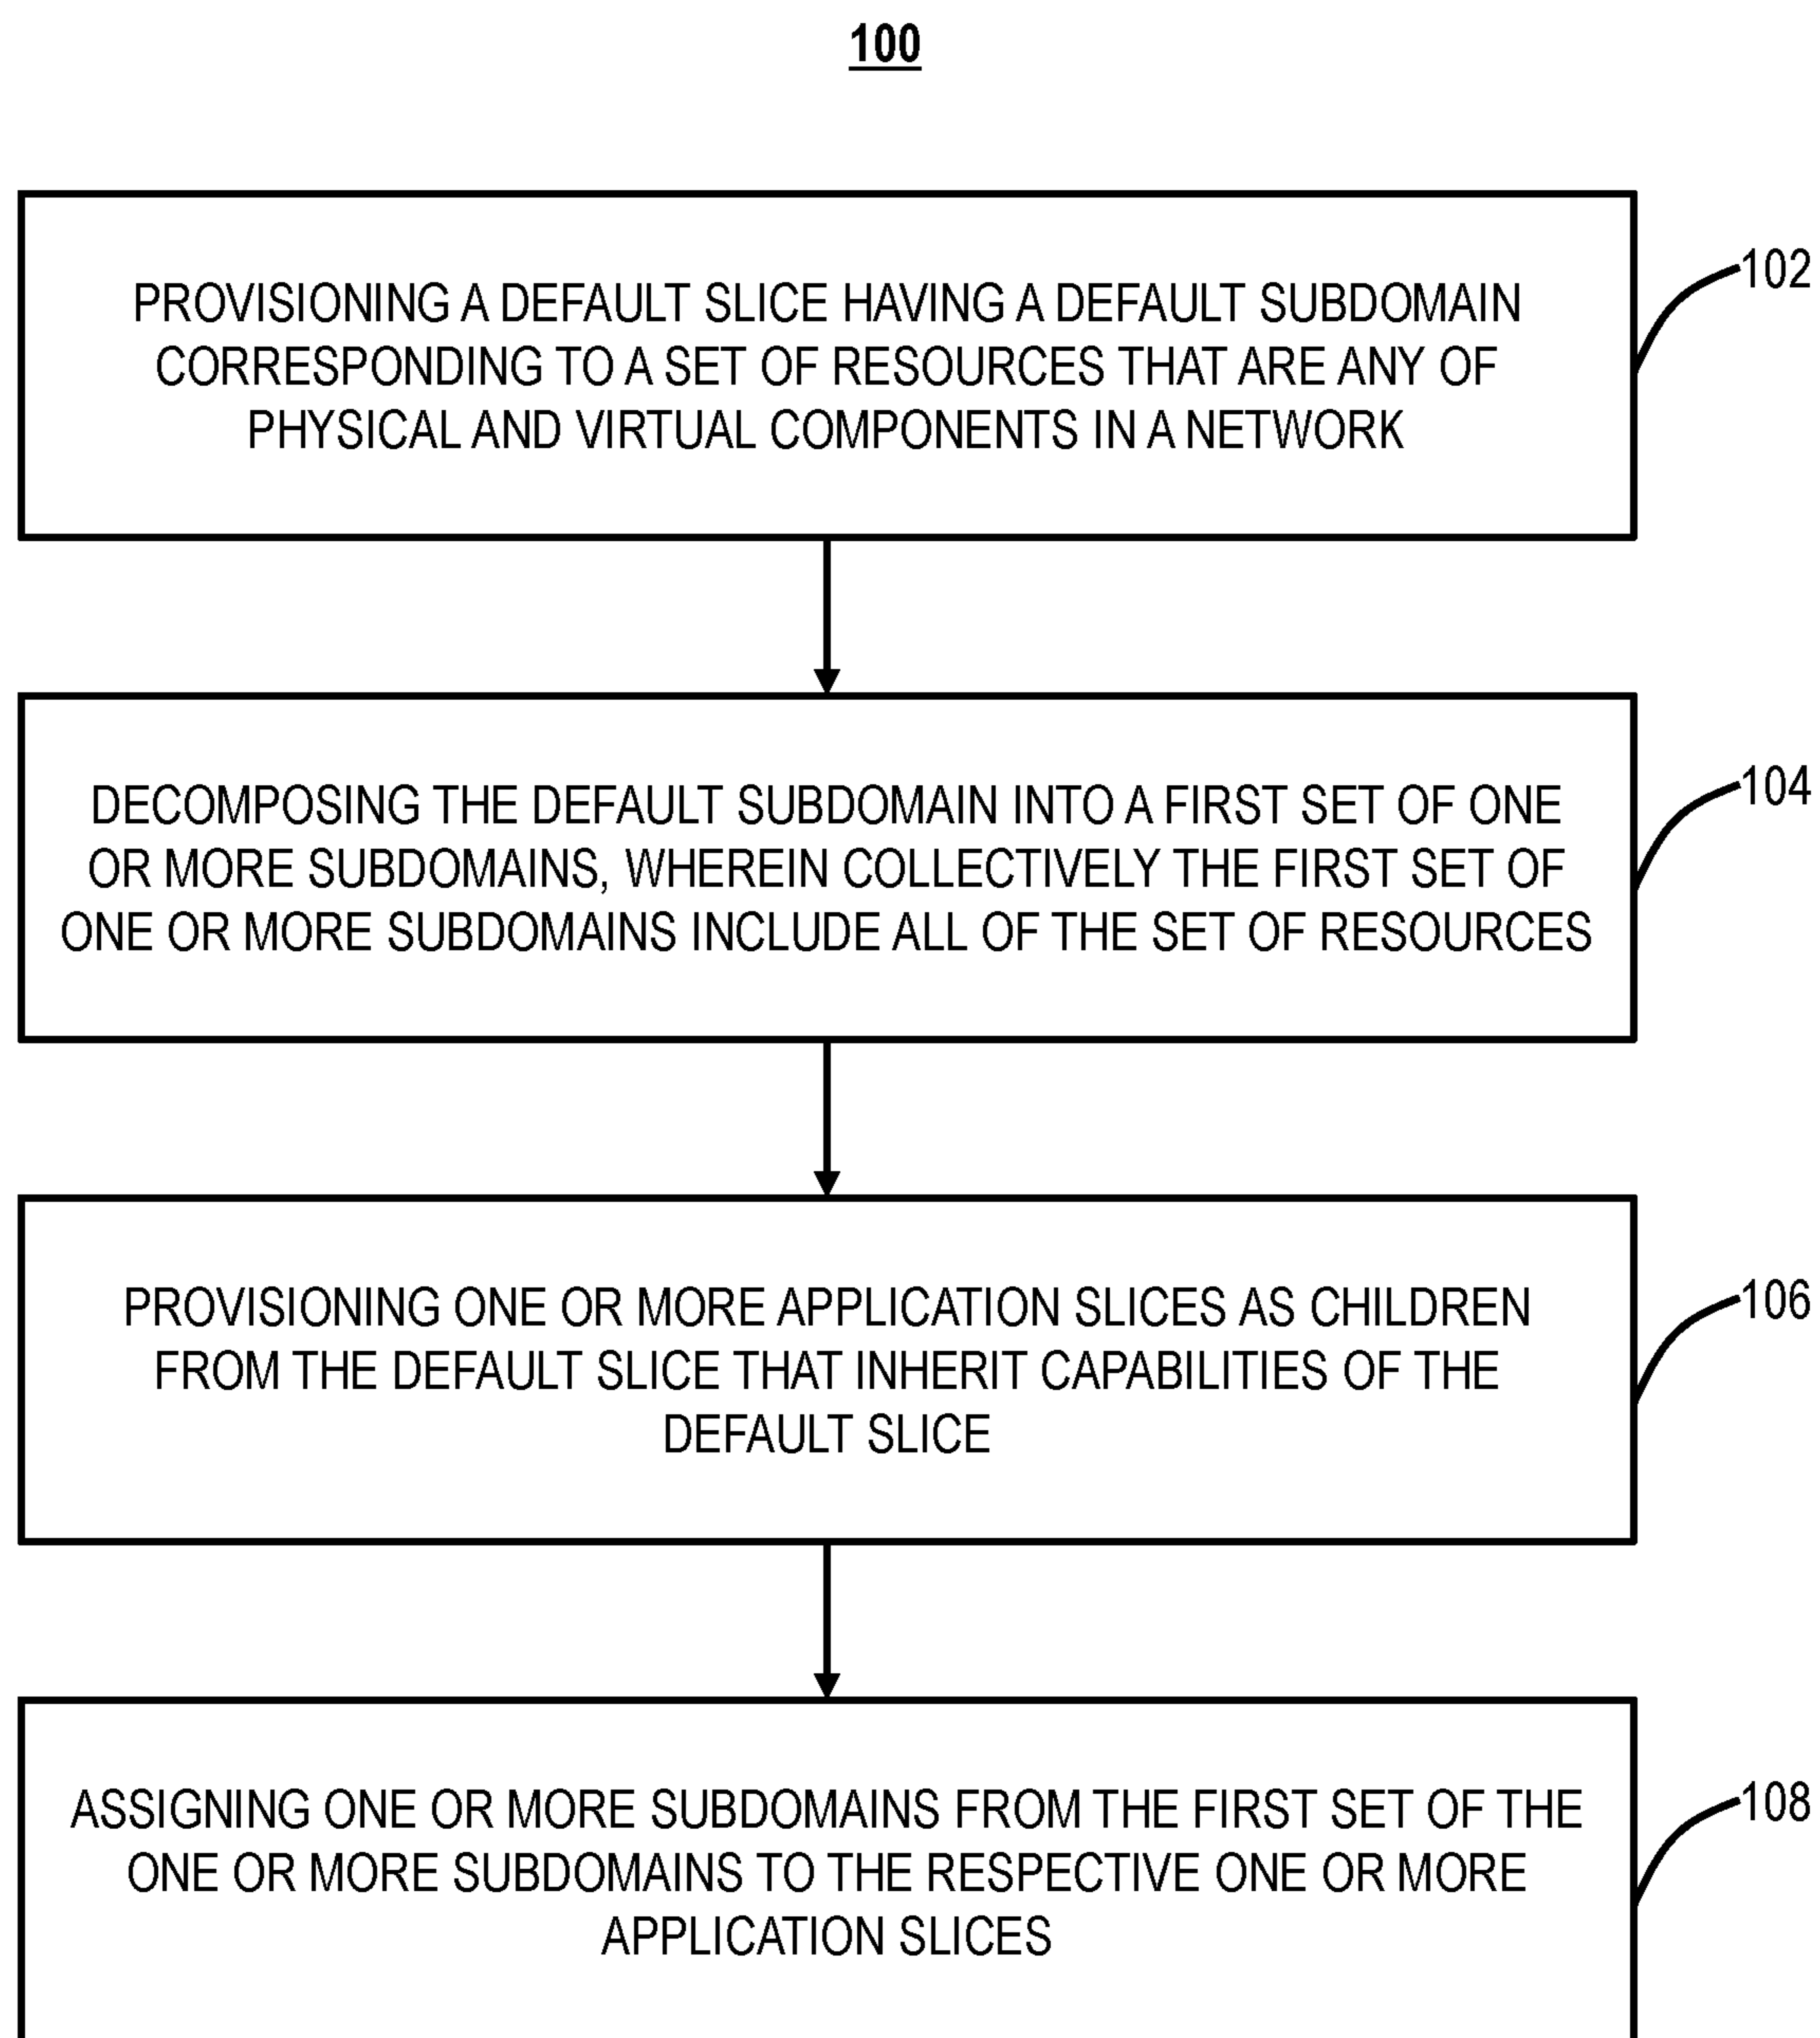 100
PROVISIONING A DEFAULT SLICE HAVING A DEFAULT SUBDOMAIN
CORRESPONDING TO A SET OF RESOURCES THAT ARE ANY OF
PHYSICAL AND VIRTUAL COMPONENTS IN A NETWORK
102
DECOMPOSING THE DEFAULT SUBDOMAIN INTO A FIRST SET OF ONE
OR MORE SUBDOMAINS, WHEREIN COLLECTIVELY THE FIRST SET OF
ONE OR MORE SUBDOMAINS INCLUDE ALL OF THE SET OF RESOURCES
104
PROVISIONING ONE OR MORE APPLICATION SLICES AS CHILDREN
FROM THE DEFAULT SLICE THAT INHERIT CAPABILITIES OF THE
DEFAULT SLICE
106
ASSIGNING ONE OR MORE SUBDOMAINS FROM THE FIRST SET OF THE
ONE OR MORE SUBDOMAINS TO THE RESPECTIVE ONE OR MORE
APPLICATION SLICES
108